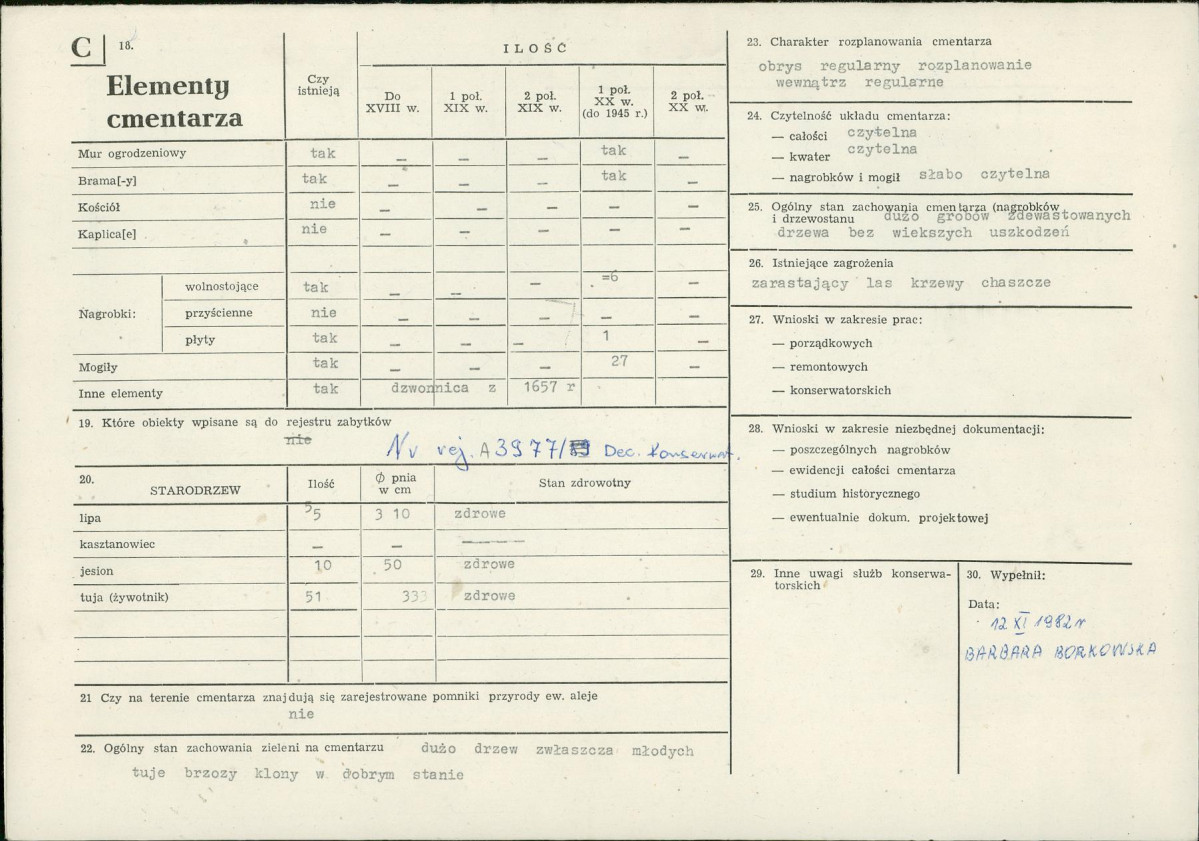 C 18.
Elementy
cmentarza
Czy
istnieją
ILOŚĆ
Do
XVIII w.
1 poł.
XIX w.
2 poł.
XIX w.
1 poł.
XX w.
(do 1945 r.)
2 poł.
XX w.
Mur ogrodzeniowy tak — — — tak —
Brama[-y] tak — — — tak —
Kościół nie — — — — —
Kaplica[e] nie — — — — —
Nagrobki:
wolnostojące tak — — — =6 —
przyścienne nie — — — — —
płyty tak — — — 1 —
Mogiły tak — — — 27 —
Inne elementy tak dzwonnica z 1657 r
19. Które obiekty wpisane są do rejestru zabytków
nie
Nv rej. A 3977/ Dec. Konserwat.
20.
STARODRZEW
Ilość
Ø pnia
w cm
Stan zdrowotny
lipa 55 3 10 zdrowe
kasztanowiec — — ————
jesion 10 50 zdrowe
tuja (żywotnik) 51 333 zdrowe
21 Czy na terenie cmentarza znajdują się zarejestrowane pomniki przyrody ew. aleje
nie
22. Ogólny stan zachowania zieleni na cmentarzu dużo drzew zwłaszcza młodych
tuje brzozy klony w dobrym stanie
23. Charakter rozplanowania cmentarza
obrys regularny rozplanowanie
wewnątrz regularne
24. Czytelność układu cmentarza:
— całości czytelna
— kwater czytelna
— nagrobków i mogił słabo czytelna
25. Ogólny stan zachowania cmentarza (nagrobków
i drzewostanu dużo grobów zdewastowanych
drzewa bez wiekszych uszkodzeń
26. Istniejące zagrożenia
zarastający las krzewy chaszcze
27. Wnioski w zakresie prac:
— porządkowych
— remontowych
— konserwatorskich
28. Wnioski w zakresie niezbędnej dokumentacji:
— poszczególnych nagrobków
— ewidencji całości cmentarza
— studium historycznego
— ewentualnie dokum. projektowej
29. Inne uwagi służb konserwa-
torskich
30. Wypełnił:
Data:
12 XI 1982 r
BARBARA BORKOWSKA